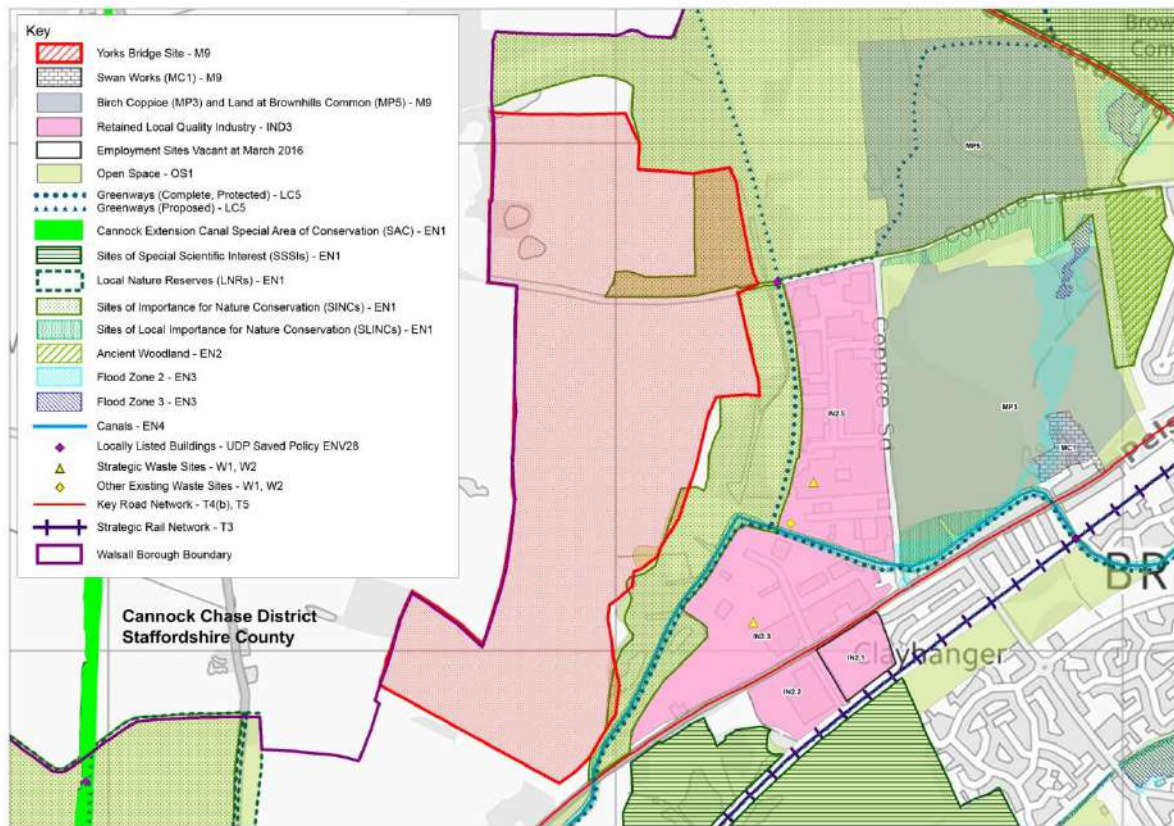 Key
Yorks Bridge Site - M9
Swan Works (MC1) - M9
Birch Coppice (MP3) and Land at Brownhills Common (MP5) - M9
Retained Local Quality Industry - IND3
Employment Sites Vacant at March 2016
Open Space - OS1
Greenways (Complete, Protected) - LC5
Greenways (Proposed) - LC5
Cannock Extension Canal Special Area of Conservation (SAC) - EN1
Sites of Special Scientific Interest (SSSIs) - EN1
Local Nature Reserves (LNRs) - EN1
Sites of Importance for Nature Conservation (SINCs) - EN1
Sites of Local Importance for Nature Conservation (SLINCs) - EN1
Ancient Woodland - EN2
Flood Zone 2 - EN3
Flood Zone 3 - EN3
Canals - EN4
Locally Listed Buildings - UDP Saved Policy ENV28
Strategic Waste Sites - W1, W2
Other Existing Waste Sites - W1, W2
Key Road Network - T4(b), T5
Strategic Rail Network - T3
Walsall Borough Boundary
Cannock Chase District
Staffordshire County
Brow
Con
MP5
Coppice Lane
Coppice Sd
IN2.5
MP3
MC1
Pels
BR
IN2.3
IN2.1
Clayhanger
IN2.2